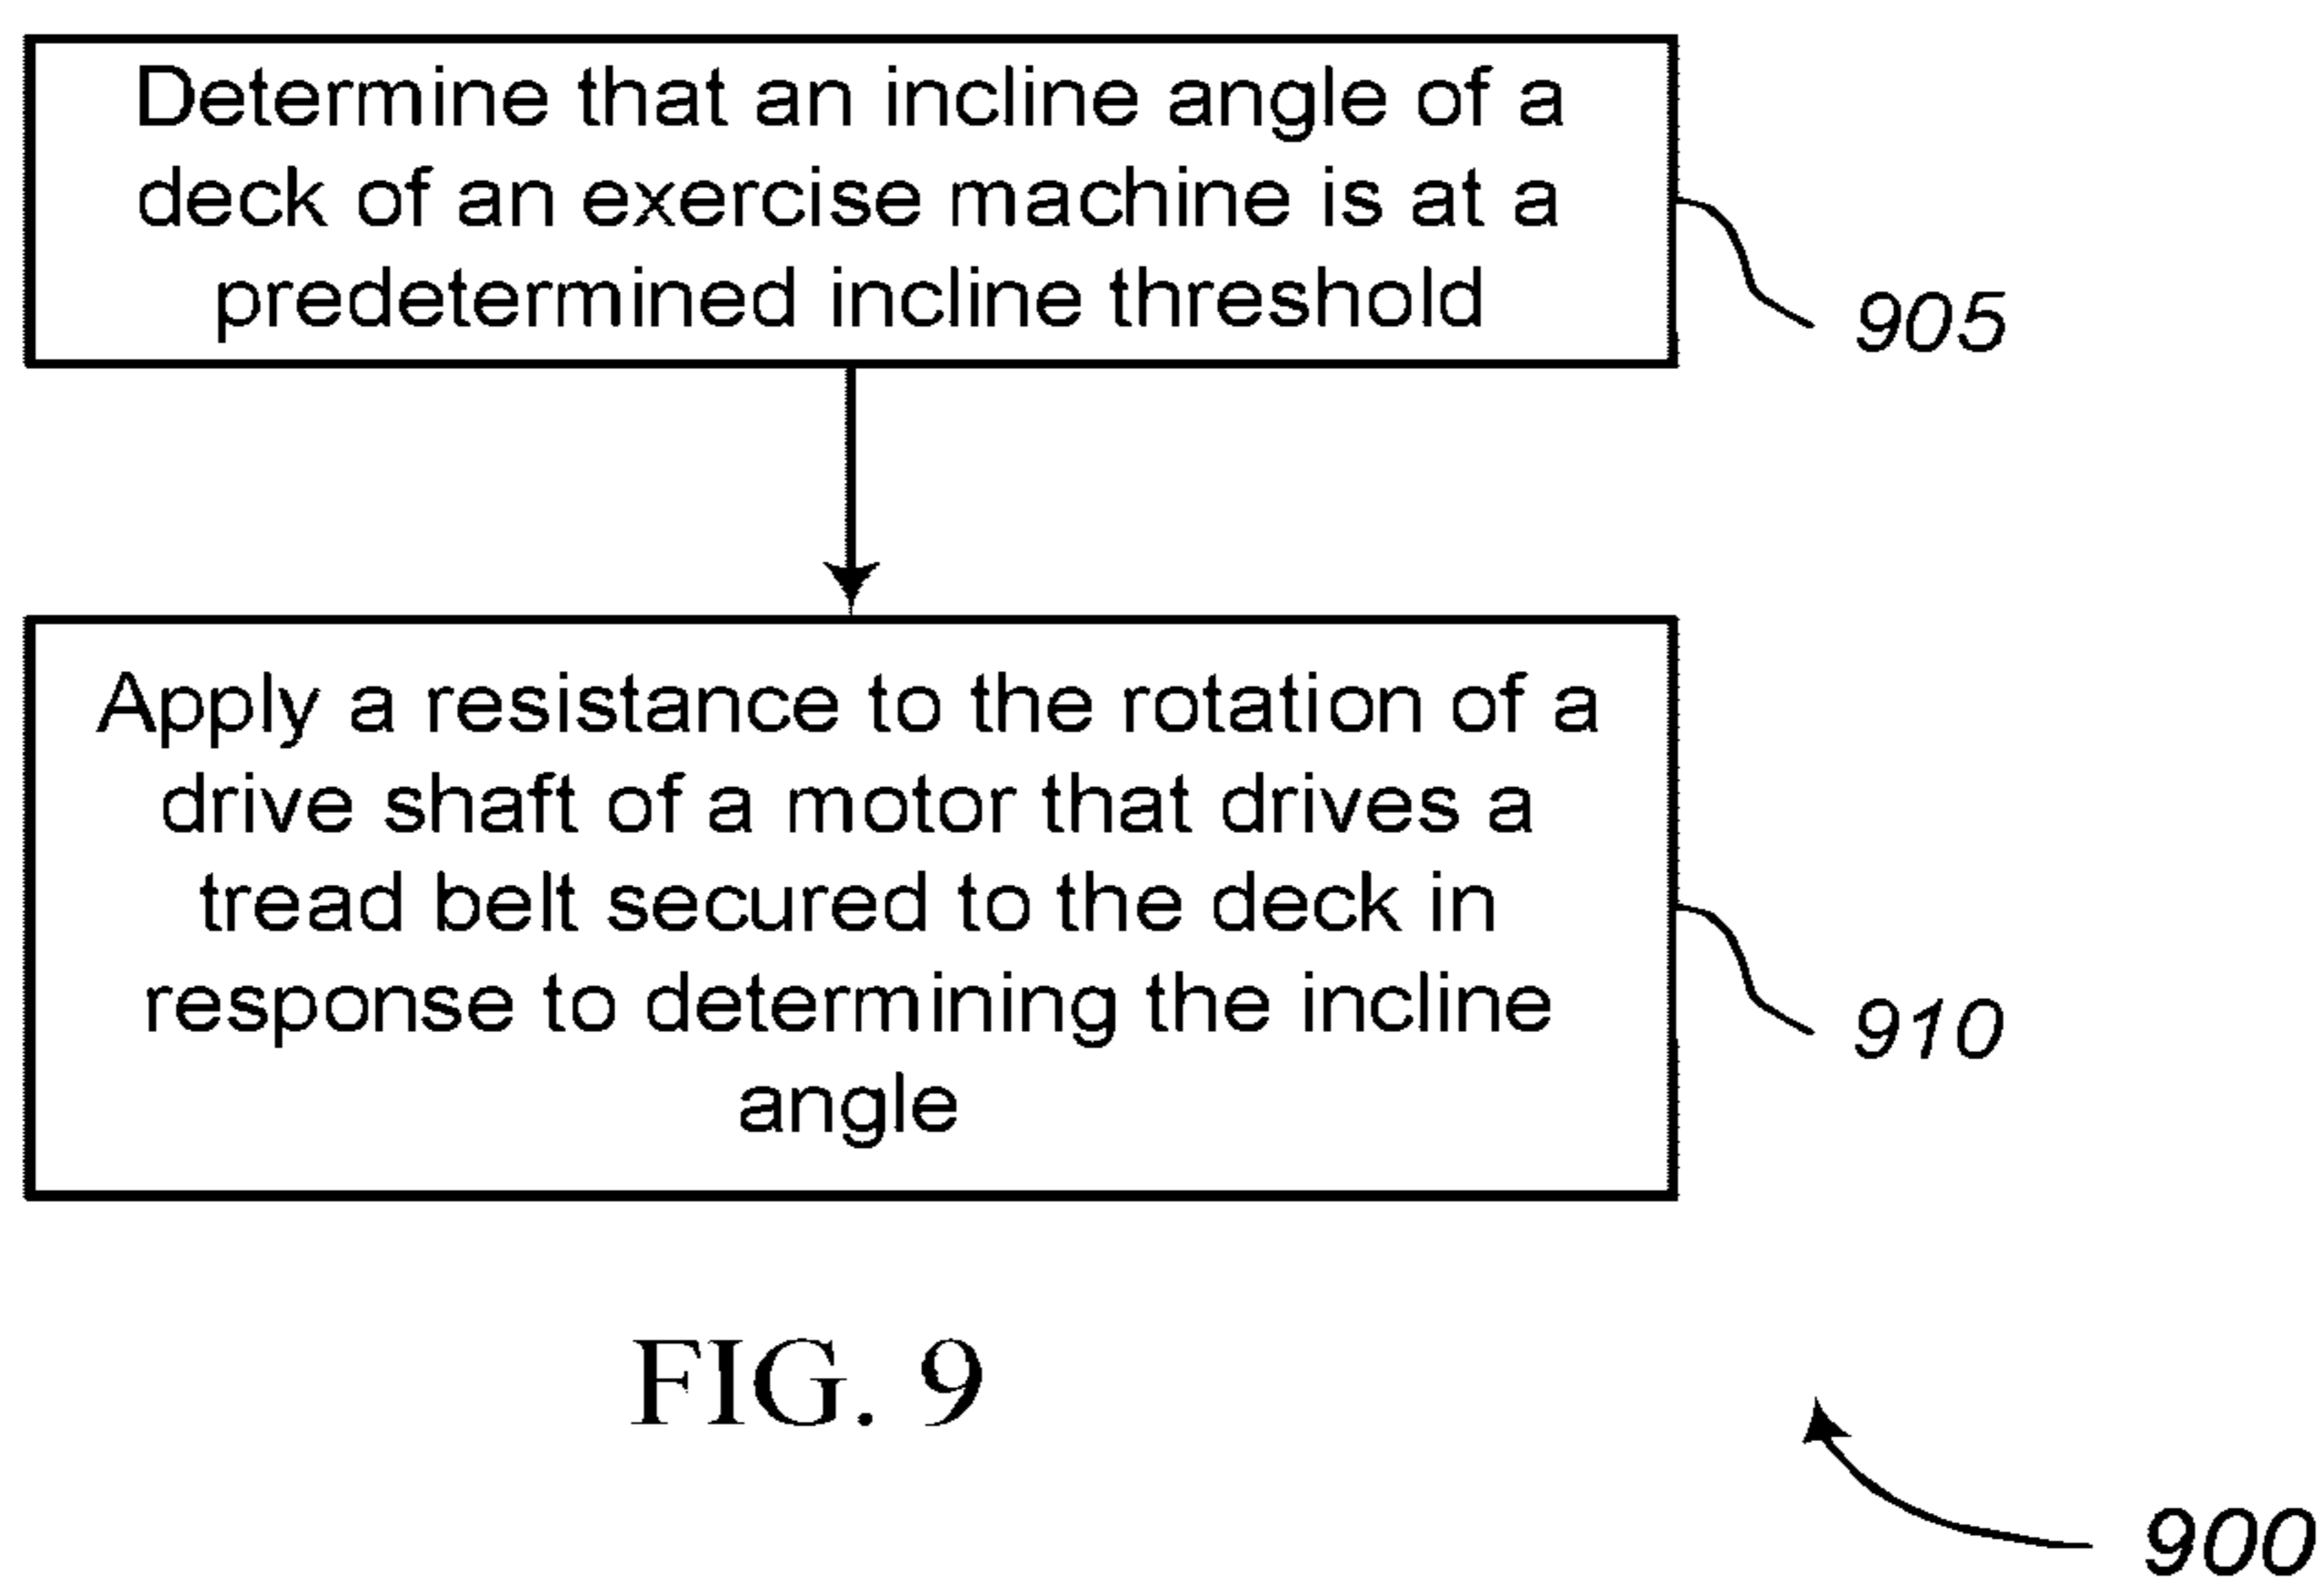 Determine that an incline angle of a
deck of an exercise machine is at a
predetermined incline threshold
905
Apply a resistance to the rotation of a
drive shaft of a motor that drives a
tread belt secured to the deck in
response to determining the incline
angle
910
FIG. 9
900